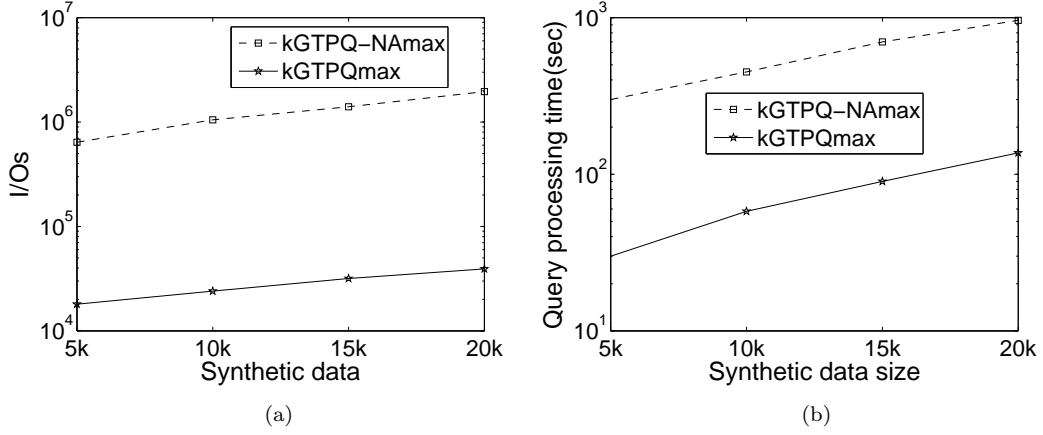 10^7
10^6
10^5
10^4
I/Os
kGTPQ-NAmax
kGTPQmax
5k 10k 15k 20k
Synthetic data
(a)
10^3
10^2
10^1
Query processing time(sec)
kGTPQ-NAmax
kGTPQmax
5k 10k 15k 20k
Synthetic data size
(b)